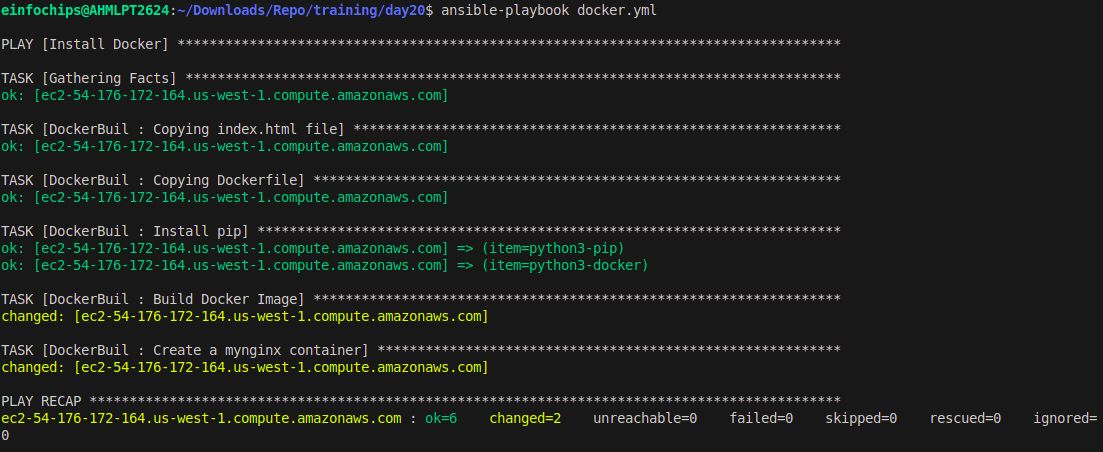 einfochips@AHMLPT2624:~/Downloads/Repo/training/day20$ ansible-playbook docker.yml
PLAY [Install Docker] ***********************************************************************************
TASK [Gathering Facts] **********************************************************************************
ok: [ec2-54-176-172-164.us-west-1.compute.amazonaws.com]
TASK [DockerBuil : Copying index.html file] *************************************************************
ok: [ec2-54-176-172-164.us-west-1.compute.amazonaws.com]
TASK [DockerBuil : Copying Dockerfile] ******************************************************************
ok: [ec2-54-176-172-164.us-west-1.compute.amazonaws.com]
TASK [DockerBuil : Install pip] *************************************************************************
ok: [ec2-54-176-172-164.us-west-1.compute.amazonaws.com] => (item=python3-pip)
ok: [ec2-54-176-172-164.us-west-1.compute.amazonaws.com] => (item=python3-docker)
TASK [DockerBuil : Build Docker Image] ******************************************************************
changed: [ec2-54-176-172-164.us-west-1.compute.amazonaws.com]
TASK [DockerBuil : Create a mynginx container] **********************************************************
changed: [ec2-54-176-172-164.us-west-1.compute.amazonaws.com]
PLAY RECAP **********************************************************************************************
ec2-54-176-172-164.us-west-1.compute.amazonaws.com : ok=6    changed=2    unreachable=0    failed=0    skipped=0    rescued=0    ignored=
0